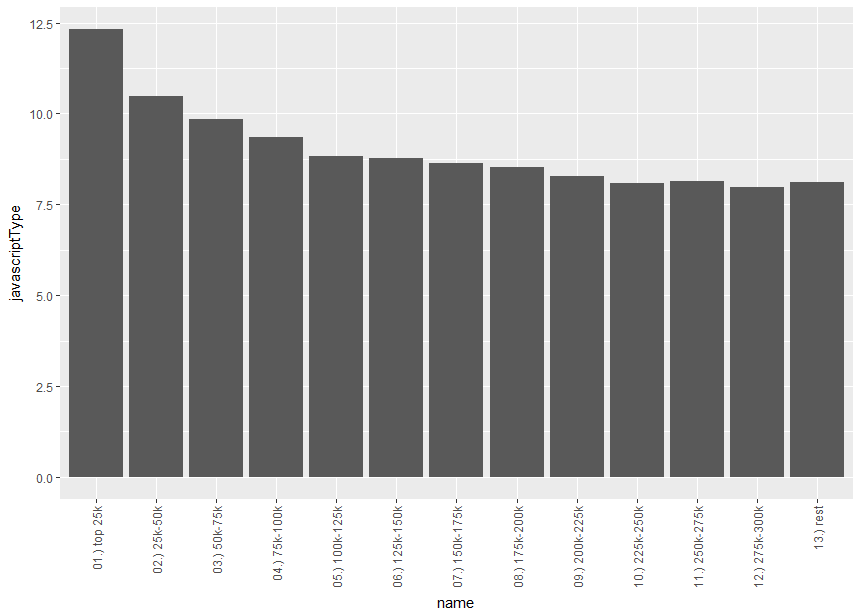 12.5
10.0
7.5
5.0
2.5
0.0
javascriptType
01.) top 25k
02.) 25k-50k
03.) 50k-75k
04.) 75k-100k
05.) 100k-125k
06.) 125k-150k
07.) 150k-175k
08.) 175k-200k
09.) 200k-225k
10.) 225k-250k
11.) 250k-275k
12.) 275k-300k
13.) rest
name